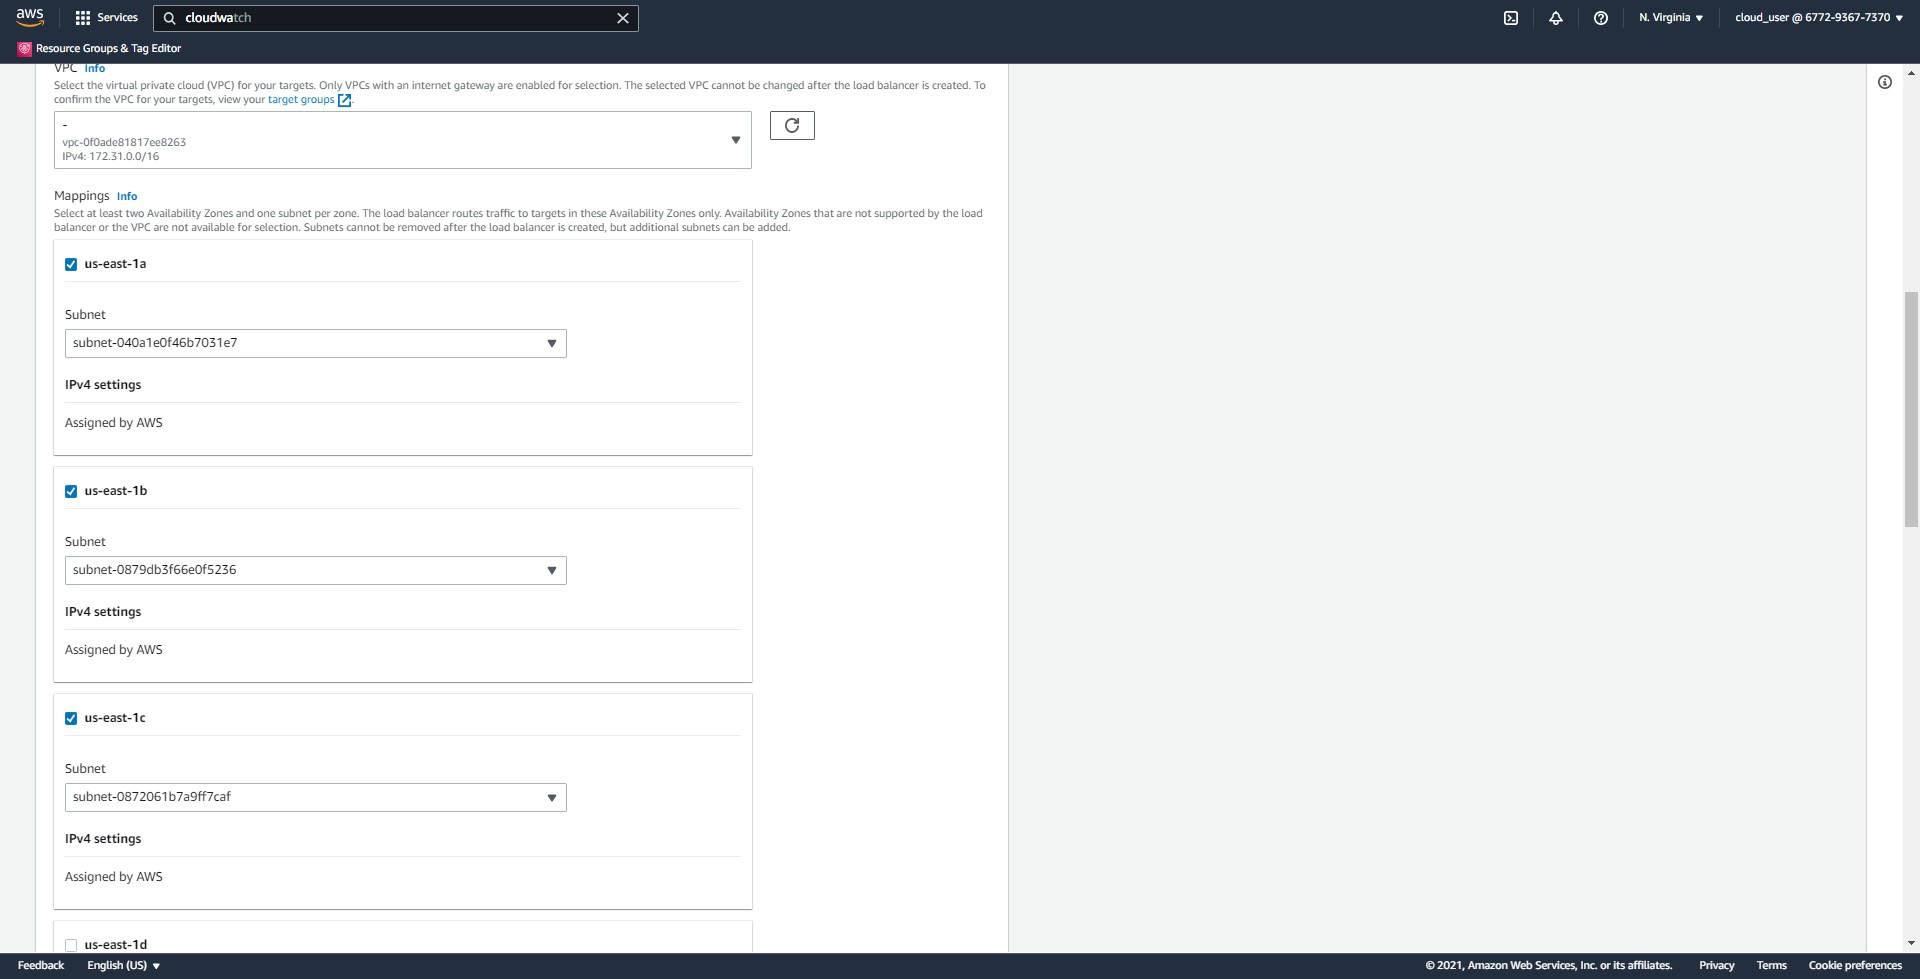 aws
Services
cloudwatch
N. Virginia
cloud_user @ 6772-9367-7370
Resource Groups & Tag Editor
VPC Info
Select the virtual private cloud (VPC) for your targets. Only VPCs with an internet gateway are enabled for selection. The selected VPC cannot be changed after the load balancer is created. To
confirm the VPC for your targets, view your target groups.
-
vpc-0f0ade81817ee8263
IPv4: 172.31.0.0/16
Mappings Info
Select at least two Availability Zones and one subnet per zone. The load balancer routes traffic to targets in these Availability Zones only. Availability Zones that are not supported by the load
balancer or the VPC are not available for selection. Subnets cannot be removed after the load balancer is created, but additional subnets can be added.
us-east-1a
Subnet
subnet-040a1e0f46b7031e7
IPv4 settings
Assigned by AWS
us-east-1b
Subnet
subnet-0879db3f66e0f5236
IPv4 settings
Assigned by AWS
us-east-1c
Subnet
subnet-0872061b7a9ff7caf
IPv4 settings
Assigned by AWS
us-east-1d
Feedback
English (US)
© 2021, Amazon Web Services, Inc. or its affiliates.
Privacy
Terms
Cookie preferences